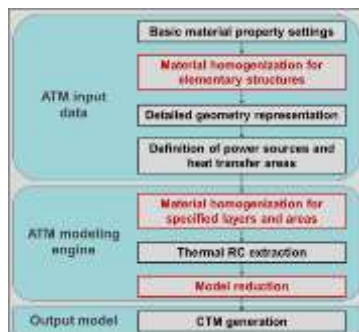 Basic material property settings
Material homogenization for
elementary structures
ATM input
data
Detailed geometry representation
Definition of power sources and
heat transfer areas
Material homogenization for
specified layers and areas
ATM modeling
engine
Thermal RC extraction
Model reduction
Output model
CTM generation